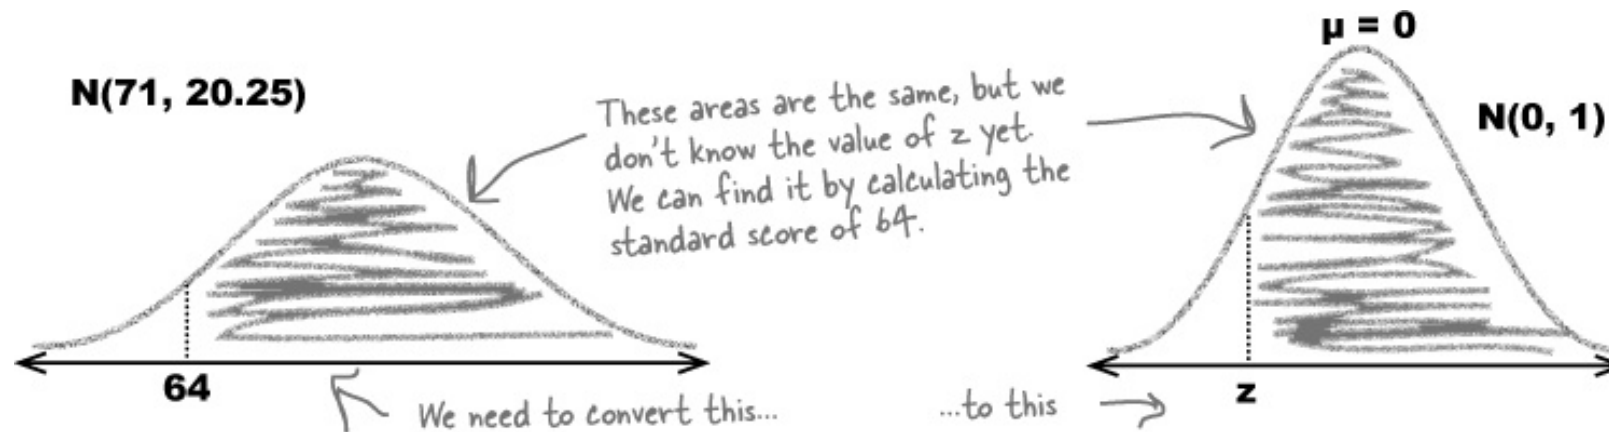 μ = 0
N(71, 20.25)
These areas are the same, but we
don't know the value of z yet.
We can find it by calculating the
standard score of 64.
N(0, 1)
64
z
We need to convert this...
...to this